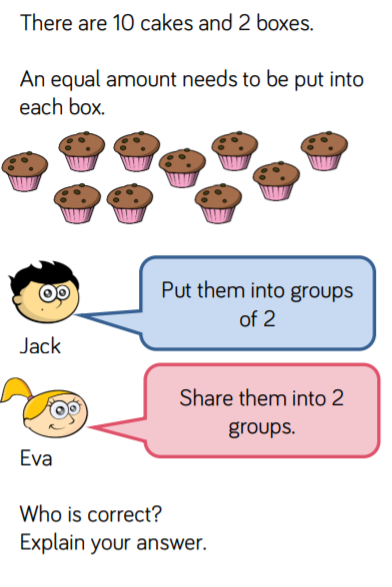 There are 10 cakes and 2 boxes.
An equal amount needs to be put into
each box.
Put them into groups
of 2
Jack
Share them into 2
groups.
Eva
Who is correct?
Explain your answer.